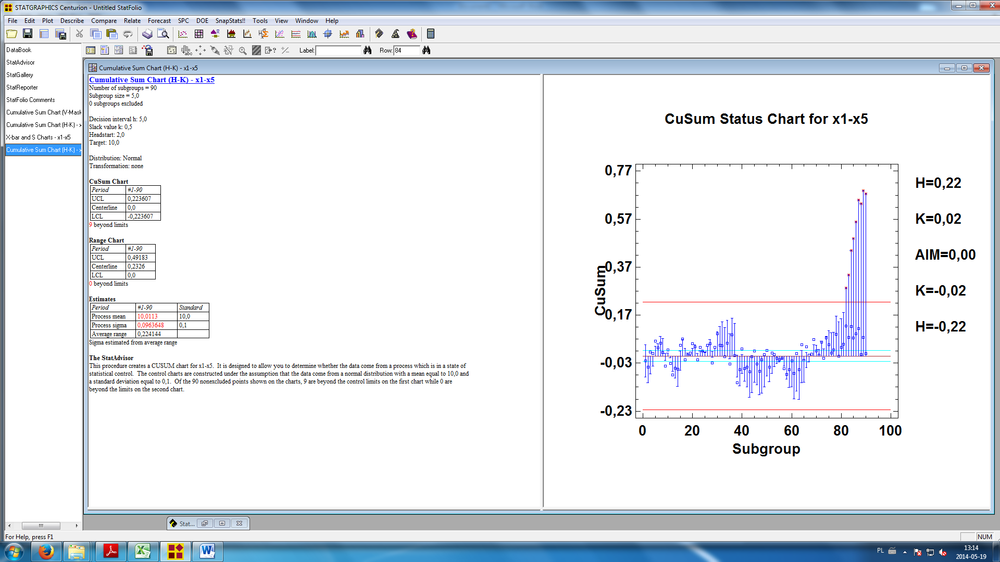 STATGRAPHICS Centurion - Untitled StatFolio
File Edit Plot Describe Compare Relate Forecast SPC DOE SnapStats!! Tools View Window Help
Label: Row: 84
DataBook
StatAdvisor
StatGallery
StatReporter
StatFolio Comments
Cumulative Sum Chart (V-Mask
Cumulative Sum Chart (H-K) - x
X-bar and S Charts - x1-x5
Cumulative Sum Chart (H-K) - x
Cumulative Sum Chart (H-K) - x1-x5
Cumulative Sum Chart (H-K) - x1-x5
Number of subgroups = 90
Subgroup size = 5,0
0 subgroups excluded
Decision interval h: 5,0
Slack value k: 0,5
Headstart: 2,0
Target: 10,0
Distribution: Normal
Transformation: none
CuSum Chart
Period #1-90
UCL 0,223607
Centerline 0,0
LCL -0,223607
9 beyond limits
Range Chart
Period #1-90
UCL 0,49183
Centerline 0,2326
LCL 0,0
0 beyond limits
Estimates
Period #1-90 Standard
Process mean 10,0113 10,0
Process sigma 0,0963648 0,1
Average range 0,224144
Sigma estimated from average range
The StatAdvisor
This procedure creates a CUSUM chart for x1-x5.  It is designed to allow you to determine whether the data come from a process which is in a state of
statistical control.  The control charts are constructed under the assumption that the data come from a normal distribution with a mean equal to 10,0 and
a standard deviation equal to 0,1.  Of the 90 nonexcluded points shown on the charts, 9 are beyond the control limits on the first chart while 0 are
beyond the limits on the second chart.
CuSum Status Chart for x1-x5
0,77
0,57
0,37
0,17
-0,03
-0,23
CuSum
0 20 40 60 80 100
Subgroup
H=0,22
K=0,02
AIM=0,00
K=-0,02
H=-0,22
Stat...
For Help, press F1
NUM
PL
13:14
2014-05-19